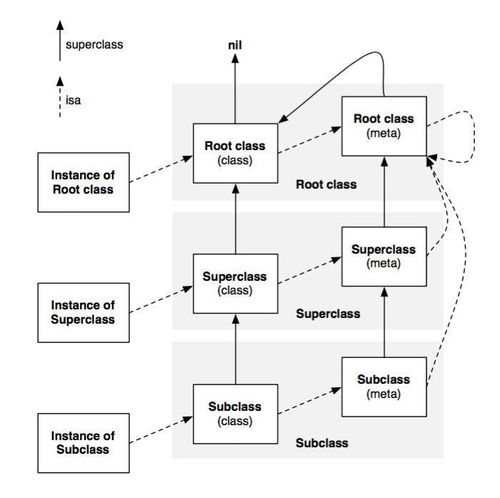 superclass
nil
isa
Root class
(meta)
Root class
(class)
Instance of
Root class
Root class
Superclass
(meta)
Superclass
(class)
Instance of
Superclass
Superclass
Subclass
(meta)
Subclass
(class)
Instance of
Subclass
Subclass